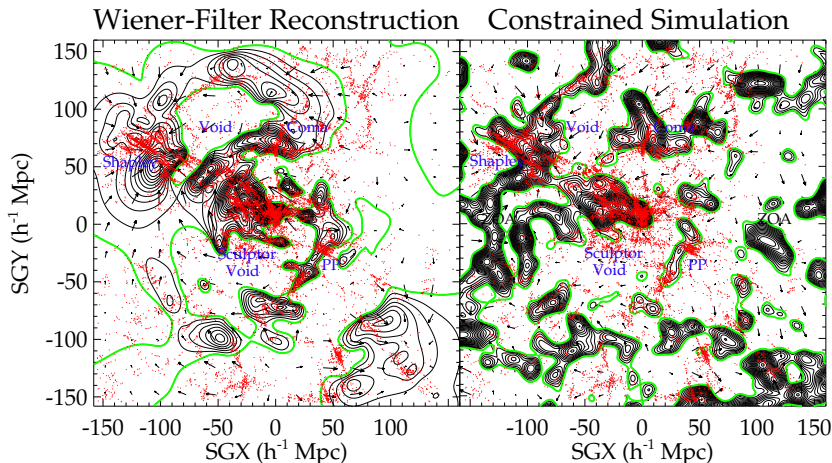 Wiener-Filter Reconstruction
Constrained Simulation
150
100
50
0
-50
-100
-150
SGY (h⁻¹ Mpc)
Void
Coma
Shapley
Sculptor
Void
PP
-150 -100 -50 0 50 100
SGX (h⁻¹ Mpc)
Void
Coma
Shapley
ZOA
ZOA
Sculptor
Void
PP
-100 -50 0 50 100 150
SGX (h⁻¹ Mpc)